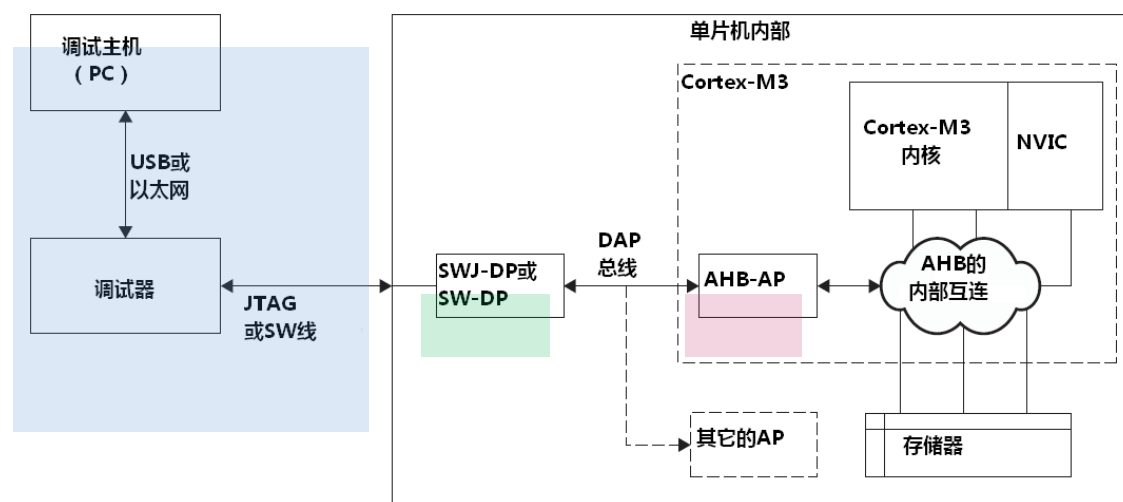 调试主机
（PC）
USB或
以太网
调试器
JTAG
或SW线
单片机内部
SWJ-DP或
SW-DP
DAP
总线
Cortex-M3
Cortex-M3
内核
NVIC
AHB-AP
AHB的
内部互连
其它的AP
存储器